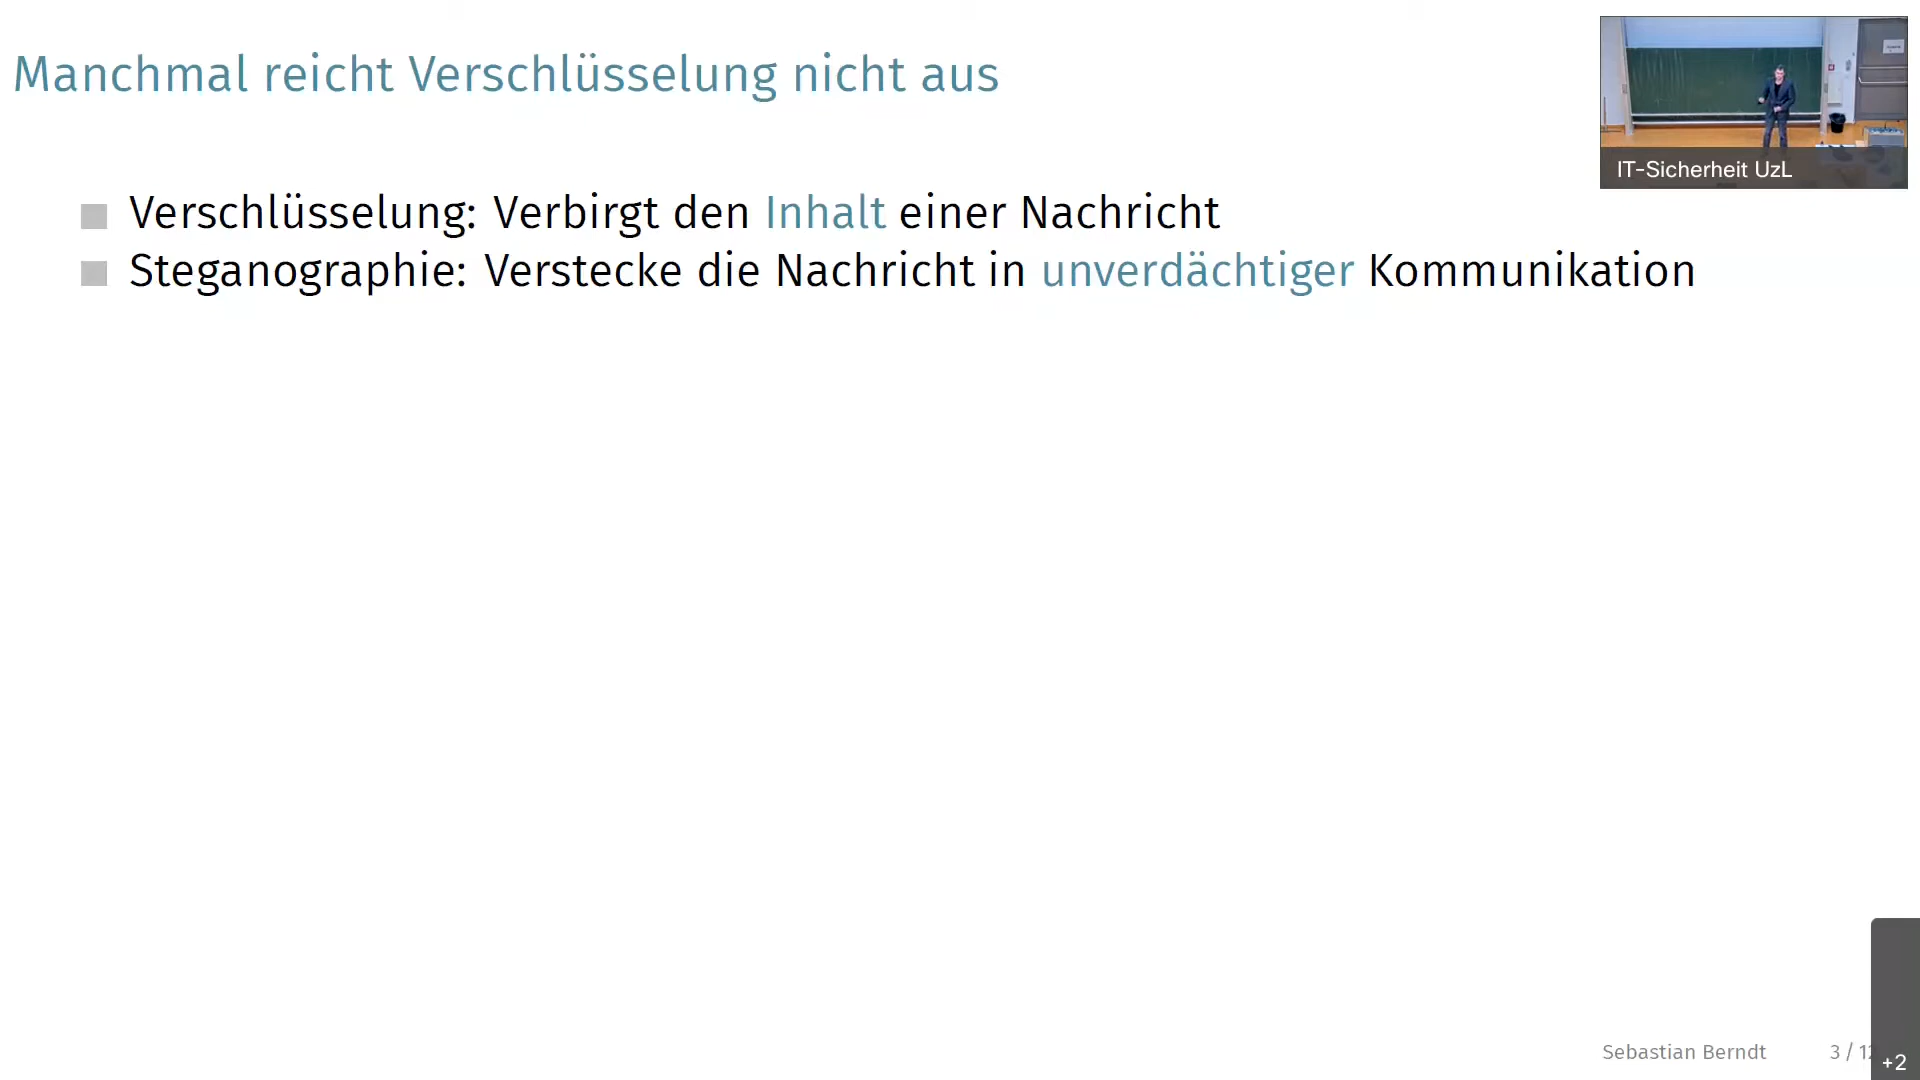 Manchmal reicht Verschlüsselung nicht aus
IT-Sicherheit UzL
Verschlüsselung: Verbirgt den Inhalt einer Nachricht
Steganographie: Verstecke die Nachricht in unverdächtiger Kommunikation
Sebastian Berndt
3 /
+2